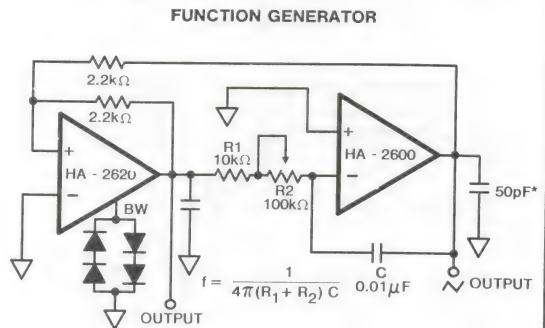 FUNCTION GENERATOR
2.2kΩ
2.2kΩ
+
HA - 2620
−
BW
R1
10kΩ
R2
100kΩ
+
HA - 2600
−
50pF*
C
0.01μF
OUTPUT
OUTPUT
f = 1 / 4π(R1 + R2) C